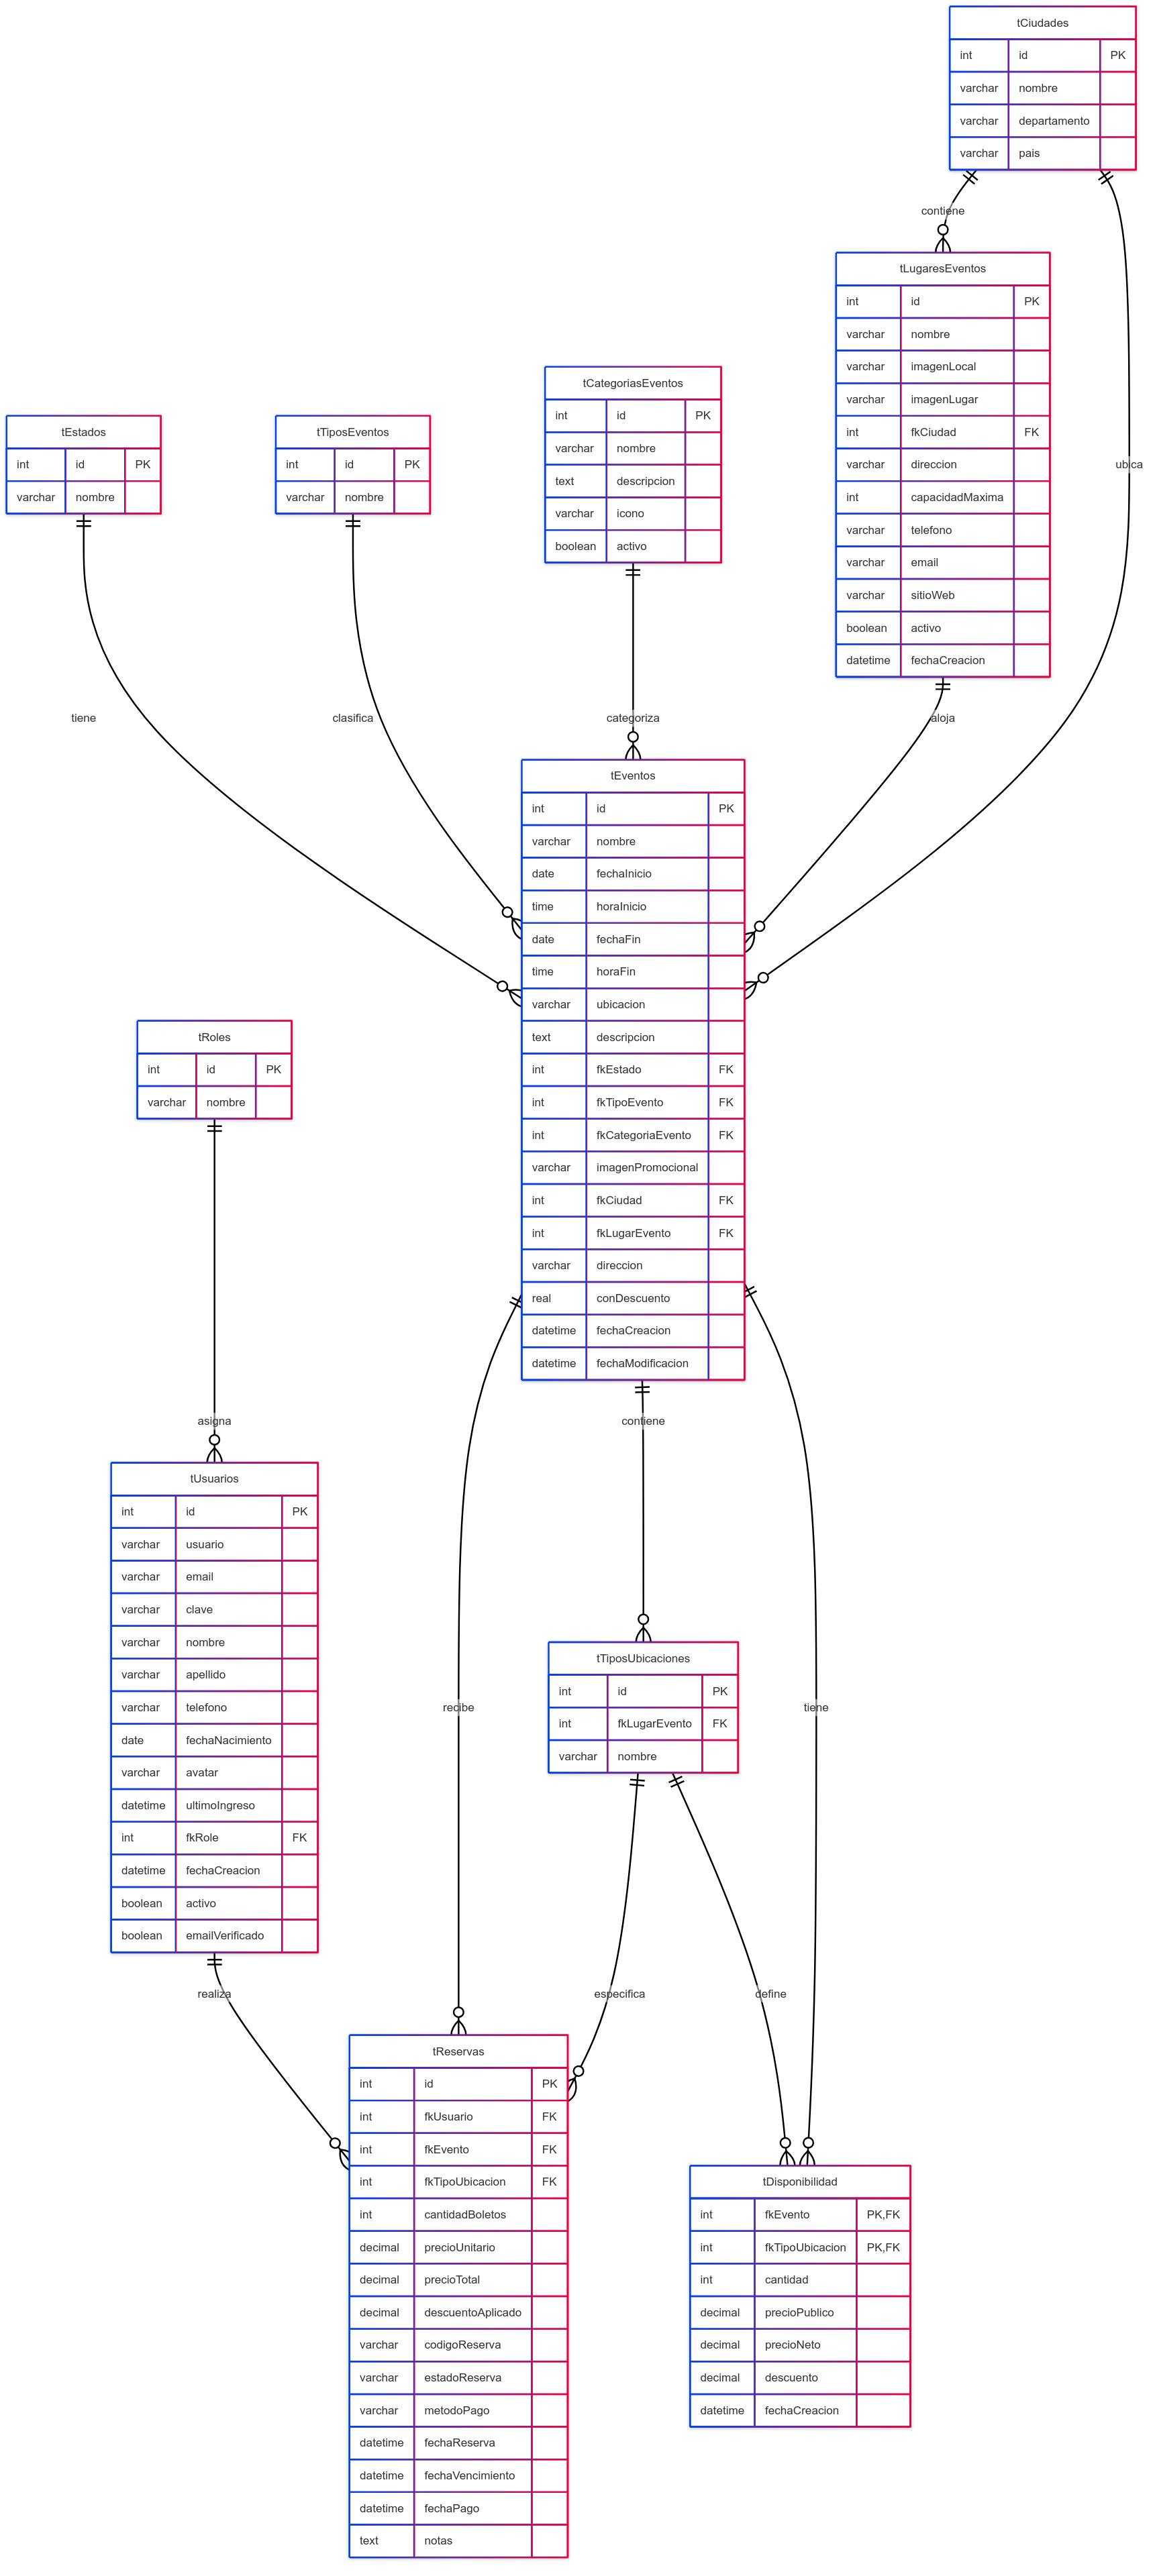 tCiudades
int id PK
varchar nombre
varchar departamento
varchar pais
contiene
tLugaresEventos
int id PK
varchar nombre
varchar imagenLocal
varchar imagenLugar
int fkCiudad FK
varchar direccion
int capacidadMaxima
varchar telefono
varchar email
varchar sitioWeb
boolean activo
datetime fechaCreacion
ubica
tCategoriasEventos
int id PK
varchar nombre
text descripcion
varchar icono
boolean activo
tEstados
int id PK
varchar nombre
tTiposEventos
int id PK
varchar nombre
tiene
clasifica
categoriza
aloja
tEventos
int id PK
varchar nombre
date fechaInicio
time horaInicio
date fechaFin
time horaFin
varchar ubicacion
text descripcion
int fkEstado FK
int fkTipoEvento FK
int fkCategoriaEvento FK
varchar imagenPromocional
int fkCiudad FK
int fkLugarEvento FK
varchar direccion
real conDescuento
datetime fechaCreacion
datetime fechaModificacion
tRoles
int id PK
varchar nombre
asigna
contiene
tUsuarios
int id PK
varchar usuario
varchar email
varchar clave
varchar nombre
varchar apellido
varchar telefono
date fechaNacimiento
varchar avatar
datetime ultimoIngreso
int fkRole FK
datetime fechaCreacion
boolean activo
boolean emailVerificado
tTiposUbicaciones
int id PK
int fkLugarEvento FK
varchar nombre
recibe
tiene
realiza
especifica
define
tReservas
int id PK
int fkUsuario FK
int fkEvento FK
int fkTipoUbicacion FK
int cantidadBoletos
decimal precioUnitario
decimal precioTotal
decimal descuentoAplicado
varchar codigoReserva
varchar estadoReserva
varchar metodoPago
datetime fechaReserva
datetime fechaVencimiento
datetime fechaPago
text notas
tDisponibilidad
int fkEvento PK,FK
int fkTipoUbicacion PK,FK
int cantidad
decimal precioPublico
decimal precioNeto
decimal descuento
datetime fechaCreacion